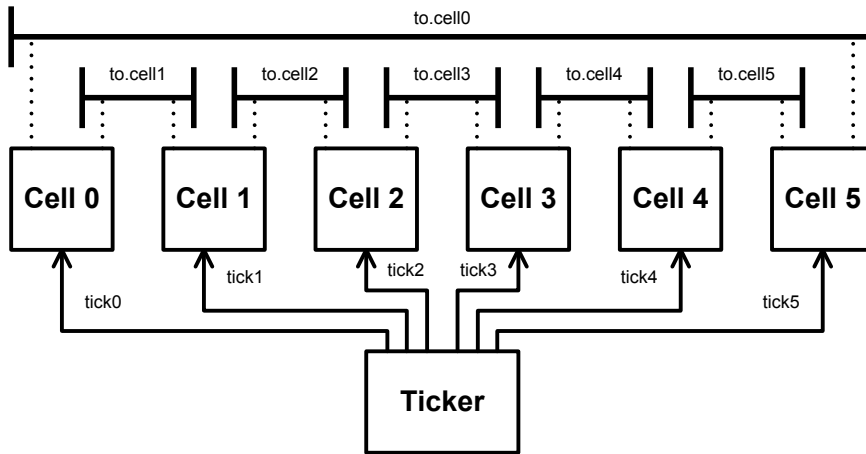 to.cell0
to.cell1 to.cell2 to.cell3 to.cell4 to.cell5
Cell 0 Cell 1 Cell 2 Cell 3 Cell 4 Cell 5
tick0 tick1 tick2 tick3 tick4 tick5
Ticker